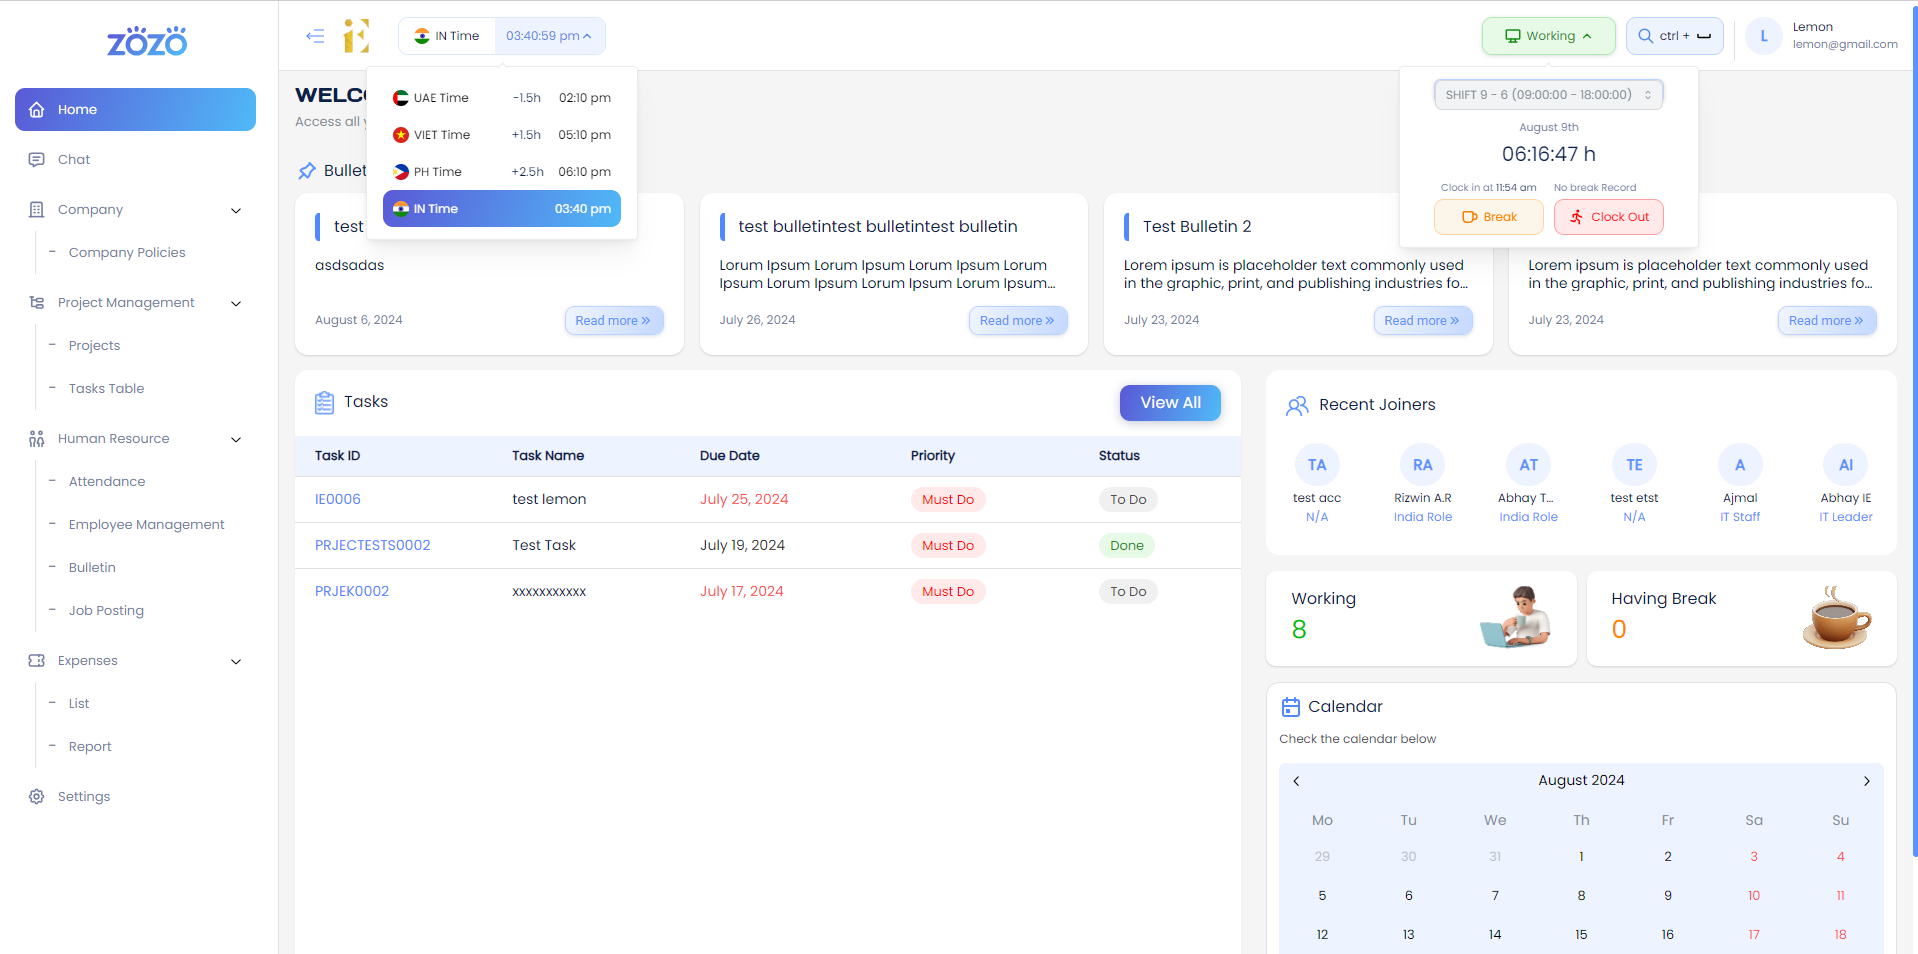 ZOZO
Home
Chat
Company
Company Policies
Project Management
Projects
Tasks Table
Human Resource
Attendance
Employee Management
Bulletin
Job Posting
Expenses
List
Report
Settings
IN Time 03:40:59 pm
Working
ctrl +
L
Lemon
lemon@gmail.com
UAE Time -1.5h 02:10 pm
VIET Time +1.5h 05:10 pm
PH Time +2.5h 06:10 pm
IN Time 03:40 pm
SHIFT 9 - 6 (09:00:00 - 18:00:00)
August 9th
06:16:47 h
Clock in at 11:54 am No break Record
Break Clock Out
Access all
test
asdsadas
August 6, 2024 Read more »
test bulletintest bulletintest bulletin
Lorum Ipsum Lorum Ipsum Lorum Ipsum Lorum
Ipsum Lorum Ipsum Lorum Ipsum Lorum Ipsum...
July 26, 2024 Read more »
Test Bulletin 2
Lorem ipsum is placeholder text commonly used
in the graphic, print, and publishing industries fo...
July 23, 2024 Read more »
Lorem ipsum is placeholder text commonly used
in the graphic, print, and publishing industries fo...
July 23, 2024 Read more »
Tasks View All
Task ID Task Name Due Date Priority Status
IE0006 test lemon July 25, 2024 Must Do To Do
PRJECTESTS0002 Test Task July 19, 2024 Must Do Done
PRJEK0002 xxxxxxxxxxx July 17, 2024 Must Do To Do
Recent Joiners
TA RA AT TE A AI
test acc Rizwin A.R Abhay T... test etst Ajmal Abhay IE
N/A India Role India Role N/A IT Staff IT Leader
Working
8
Having Break
0
Calendar
Check the calendar below
August 2024
Mo Tu We Th Fr Sa Su
29 30 31 1 2 3 4
5 6 7 8 9 10 11
12 13 14 15 16 17 18